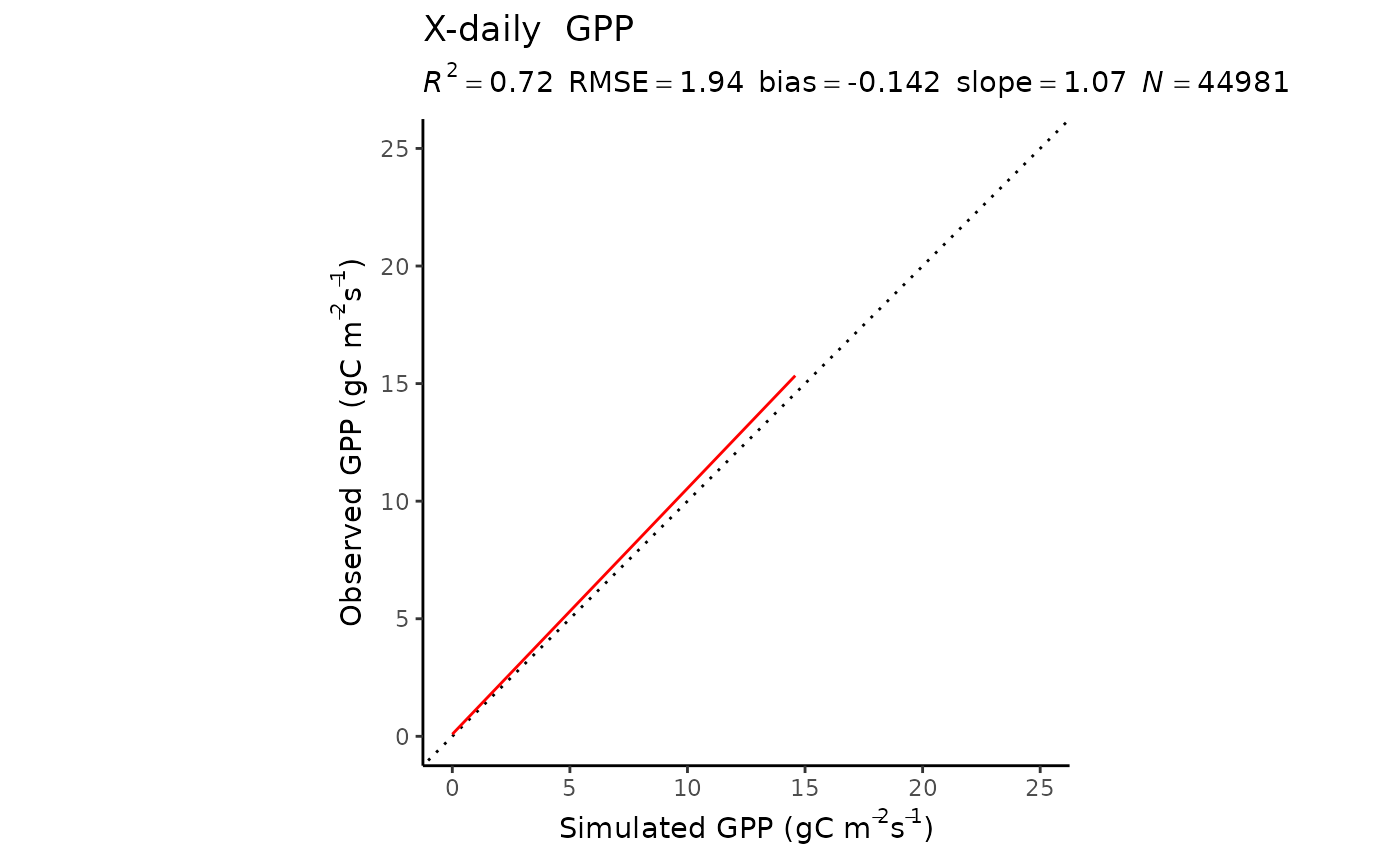 X-daily  GPP
R² = 0.72 RMSE = 1.94 bias = -0.142 slope = 1.07 N = 44981
25
20
15
10
5
0
Observed GPP (gC m⁻²s⁻¹)
0 5 10 15 20 25
Simulated GPP (gC m⁻²s⁻¹)